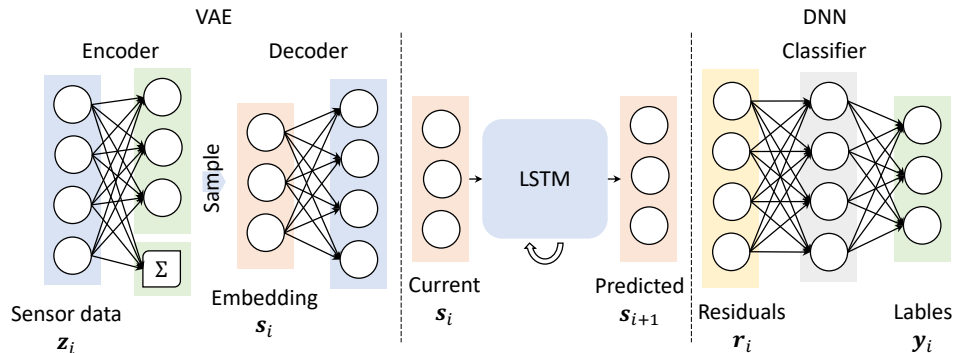 VAE
DNN
Encoder
Decoder
Classifier
Sample
LSTM
Σ
Sensor data
z_i
Embedding
s_i
Current
s_i
Predicted
s_{i+1}
Residuals
r_i
Lables
y_i